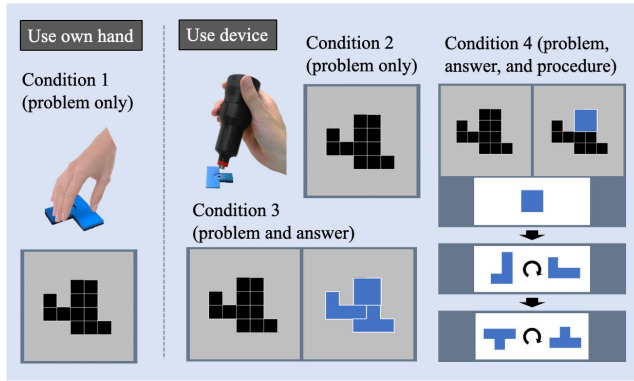 Use own hand
Condition 1
(problem only)
Use device
Condition 2
(problem only)
Condition 3
(problem and answer)
Condition 4 (problem,
answer, and procedure)